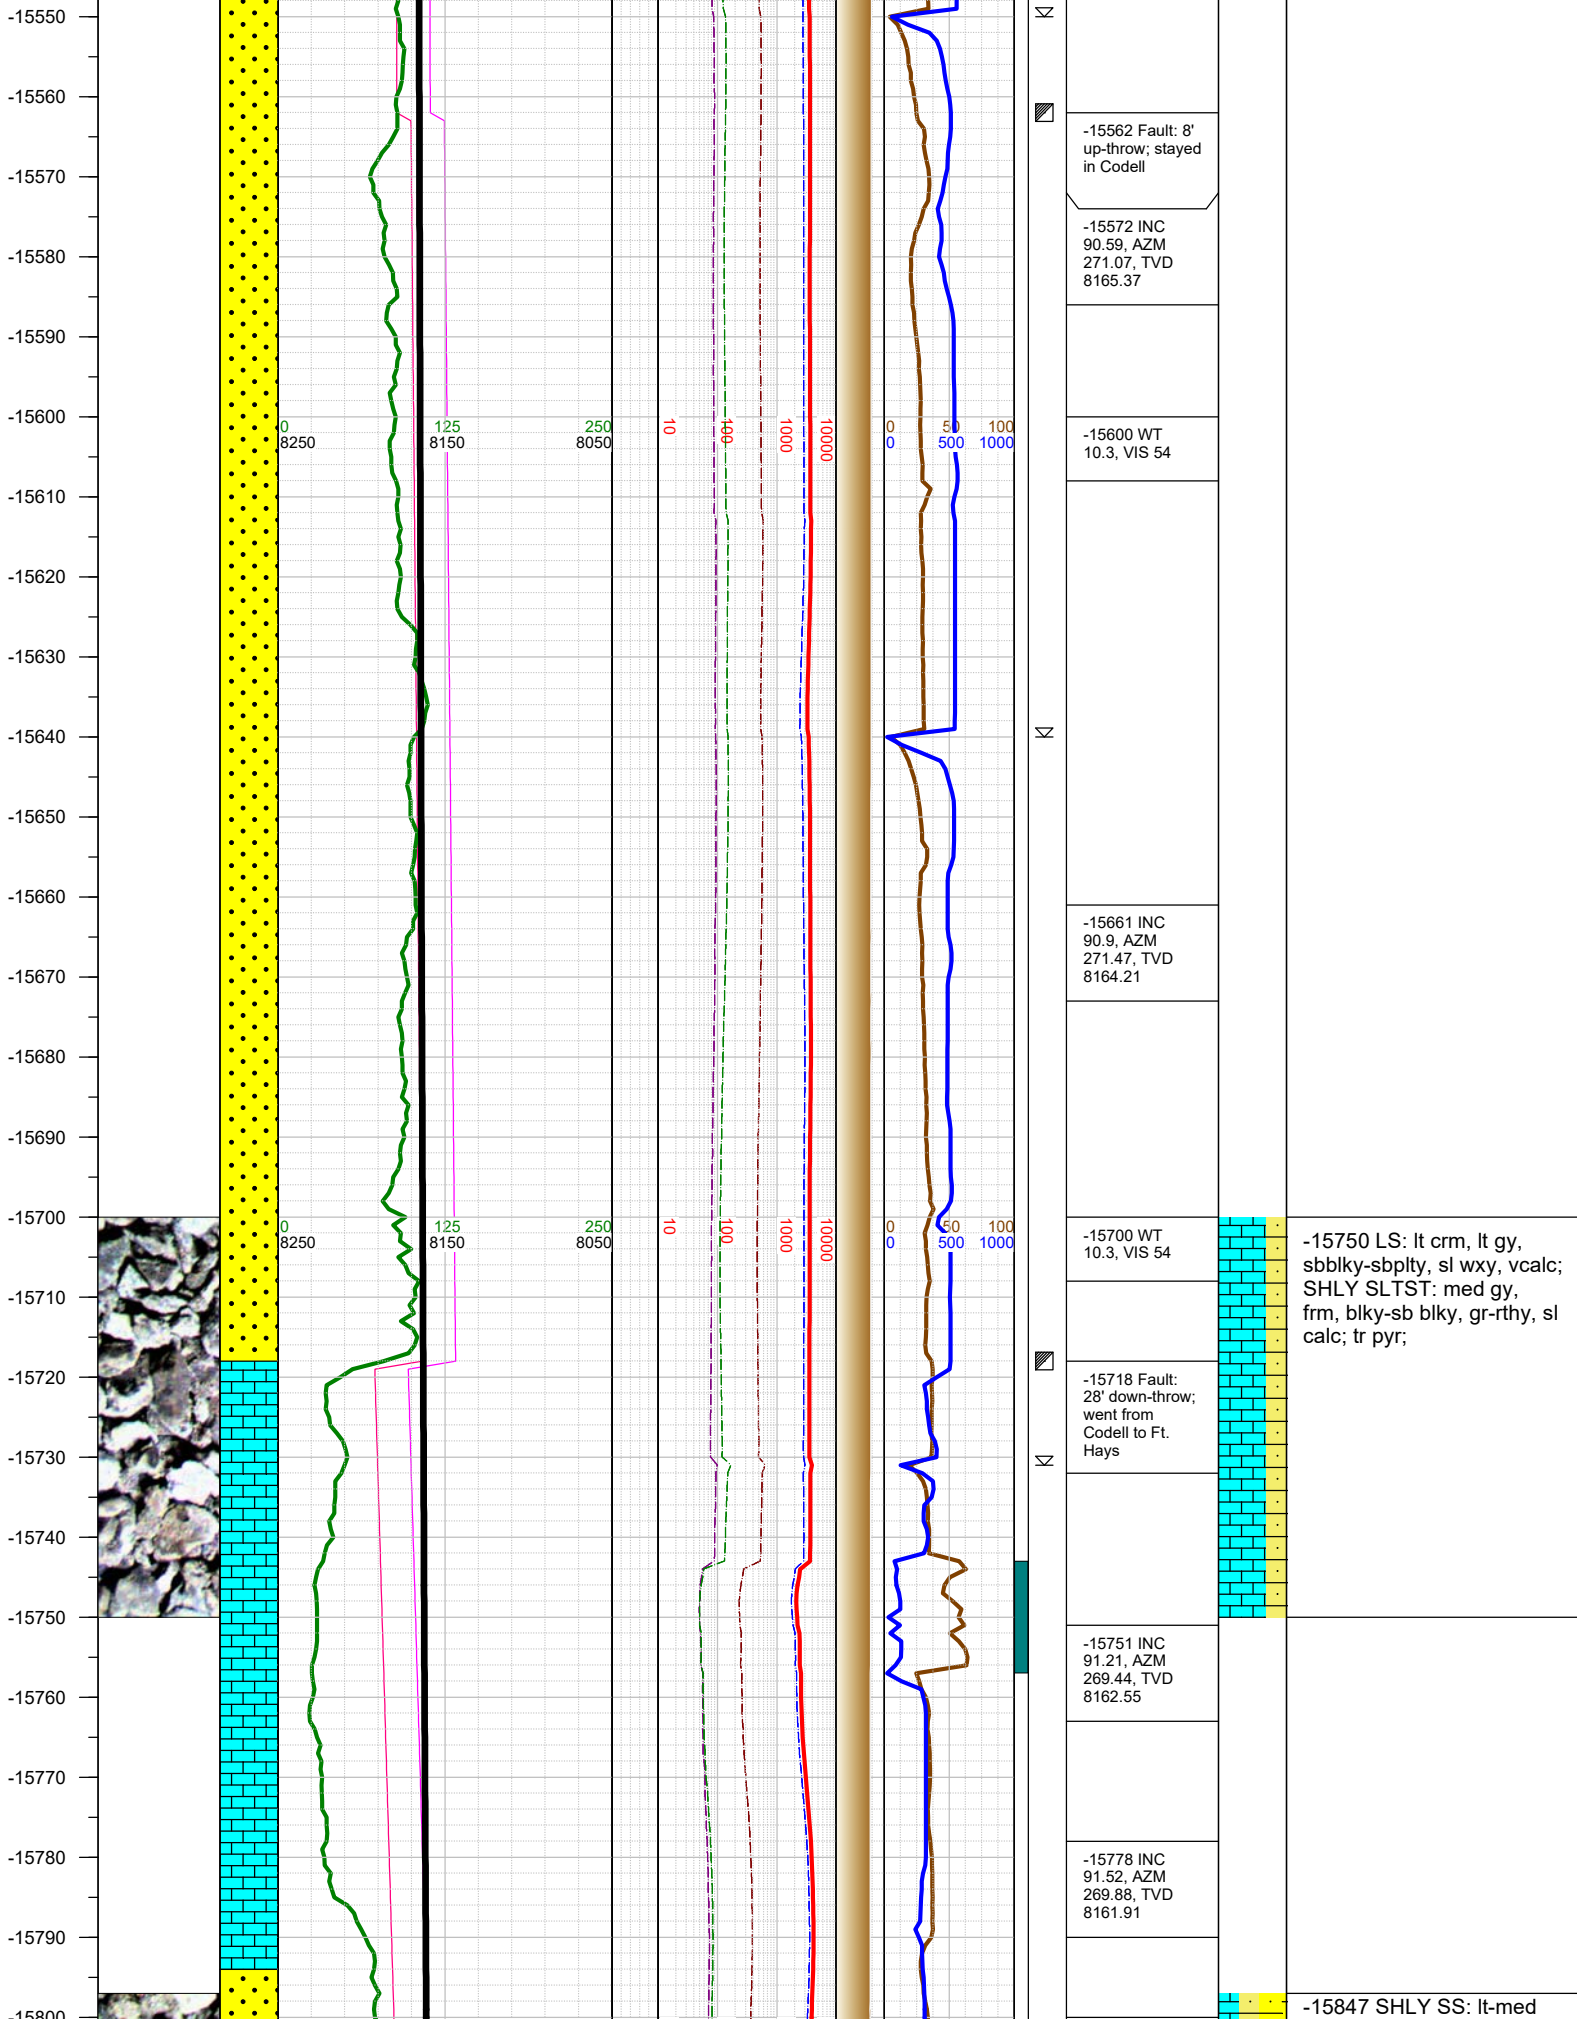 -15550
-15560
-15562 Fault: 8'
up-throw; stayed
in Codell
-15570
-15572 INC
90.59, AZM
271.07, TVD
8165.37
-15580
-15590
-15600
0 125 250
8250 8150 8050
10 100 1000 10000
0 50 100
0 500 1000
-15600 WT
10.3, VIS 54
-15610
-15620
-15630
-15640
-15650
-15660
-15661 INC
90.9, AZM
271.47, TVD
8164.21
-15670
-15680
-15690
-15700
0 125 250
8250 8150 8050
10 100 1000 10000
0 50 100
0 500 1000
-15700 WT
10.3, VIS 54
-15750 LS: lt crm, lt gy,
sbblky-sbplty, sl wxy, vcalc;
SHLY SLTST: med gy,
frm, blky-sb blky, gr-rthy, sl
calc; tr pyr;
-15710
-15720
-15718 Fault:
28' down-throw;
went from
Codell to Ft.
Hays
-15730
-15740
-15750
-15751 INC
91.21, AZM
269.44, TVD
8162.55
-15760
-15770
-15780
-15778 INC
91.52, AZM
269.88, TVD
8161.91
-15790
-15800
-15847 SHLY SS: lt-med